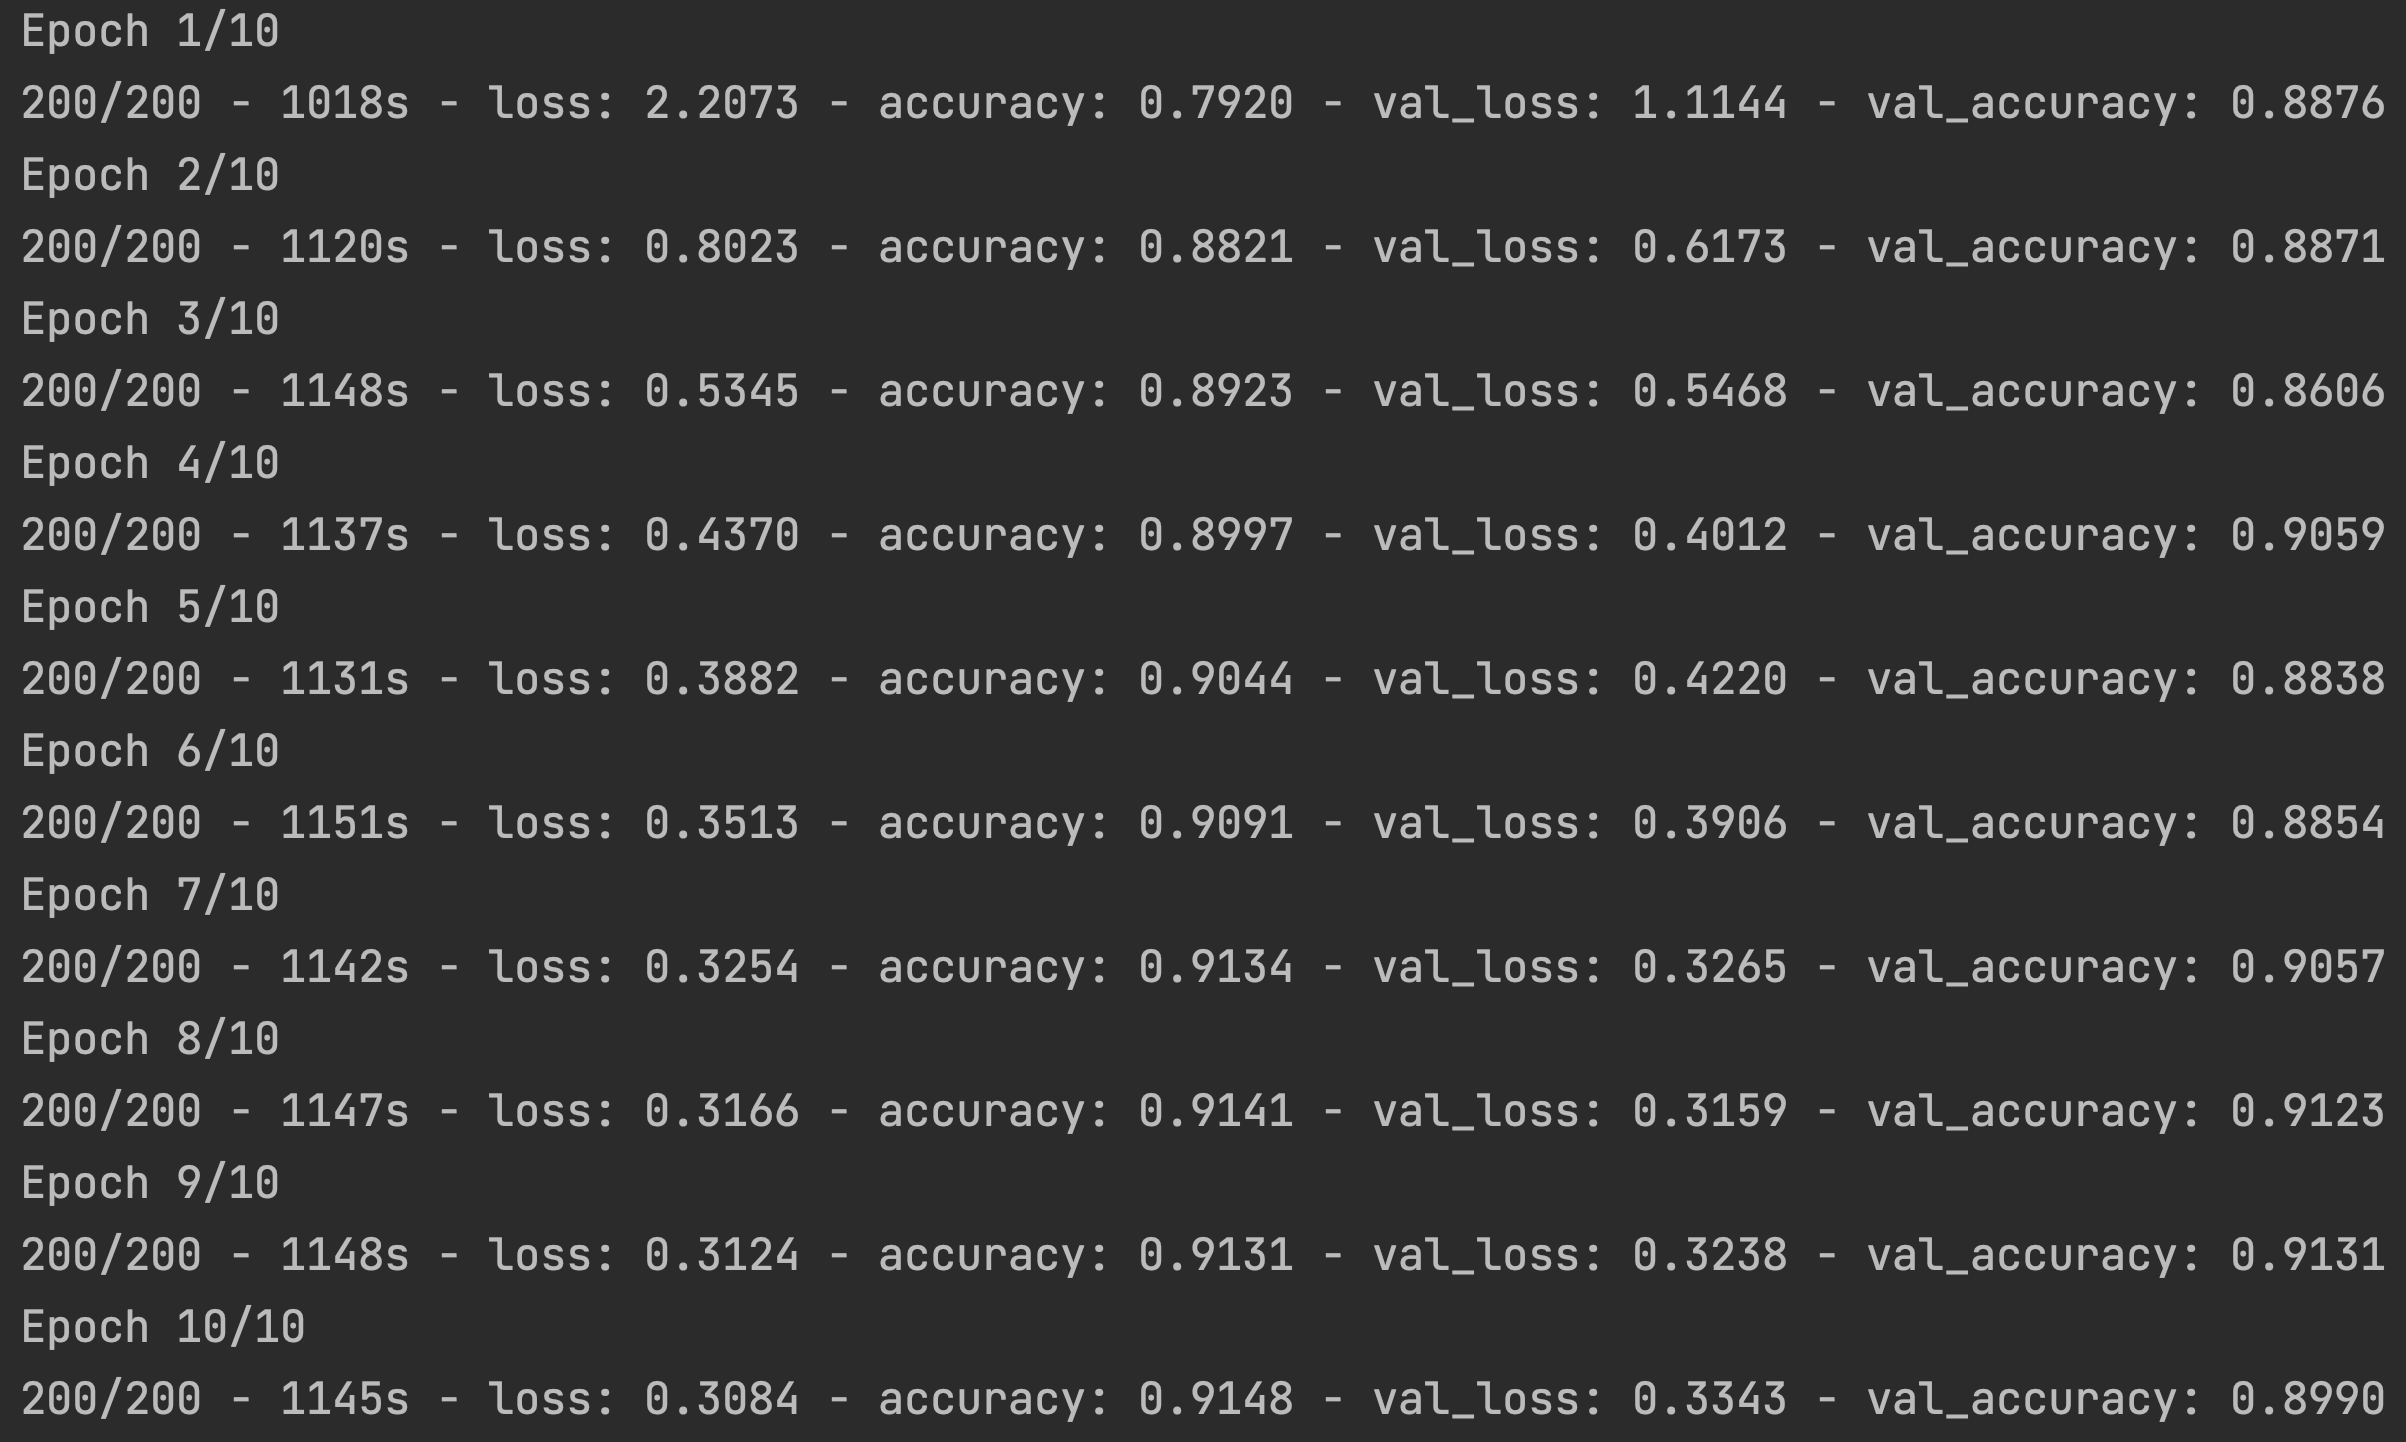 Epoch 1/10
200/200 - 1018s - loss: 2.2073 - accuracy: 0.7920 - val_loss: 1.1144 - val_accuracy: 0.8876
Epoch 2/10
200/200 - 1120s - loss: 0.8023 - accuracy: 0.8821 - val_loss: 0.6173 - val_accuracy: 0.8871
Epoch 3/10
200/200 - 1148s - loss: 0.5345 - accuracy: 0.8923 - val_loss: 0.5468 - val_accuracy: 0.8606
Epoch 4/10
200/200 - 1137s - loss: 0.4370 - accuracy: 0.8997 - val_loss: 0.4012 - val_accuracy: 0.9059
Epoch 5/10
200/200 - 1131s - loss: 0.3882 - accuracy: 0.9044 - val_loss: 0.4220 - val_accuracy: 0.8838
Epoch 6/10
200/200 - 1151s - loss: 0.3513 - accuracy: 0.9091 - val_loss: 0.3906 - val_accuracy: 0.8854
Epoch 7/10
200/200 - 1142s - loss: 0.3254 - accuracy: 0.9134 - val_loss: 0.3265 - val_accuracy: 0.9057
Epoch 8/10
200/200 - 1147s - loss: 0.3166 - accuracy: 0.9141 - val_loss: 0.3159 - val_accuracy: 0.9123
Epoch 9/10
200/200 - 1148s - loss: 0.3124 - accuracy: 0.9131 - val_loss: 0.3238 - val_accuracy: 0.9131
Epoch 10/10
200/200 - 1145s - loss: 0.3084 - accuracy: 0.9148 - val_loss: 0.3343 - val_accuracy: 0.8990